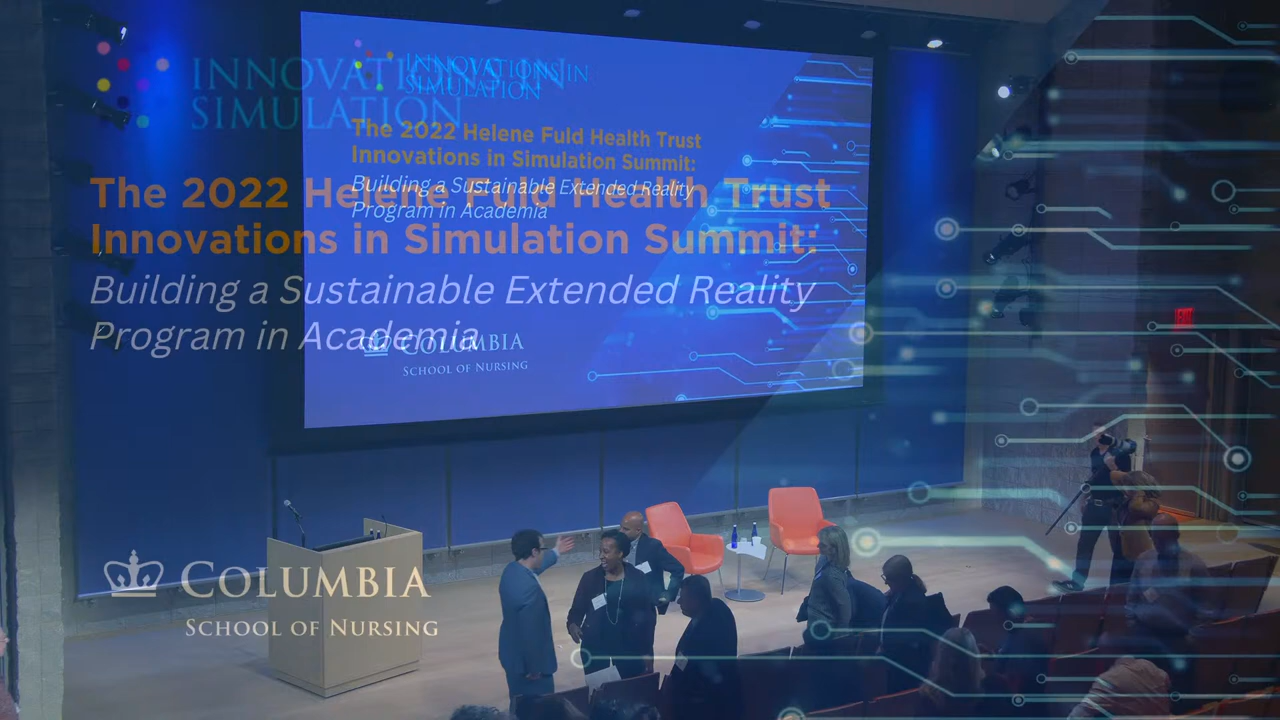 INNOVATIONS IN
SIMULATION
The 2022 Helene Fuld Health Trust
Innovations in Simulation Summit:
Building a Sustainable Extended Reality
Program in Academia
COLUMBIA
SCHOOL OF NURSING
INNOVATIONS IN
SIMULATION
The 2022 Helene Fuld Health Trust
Innovations in Simulation Summit:
Building a Sustainable Extended Reality
Program in Academia
COLUMBIA
SCHOOL OF NURSING